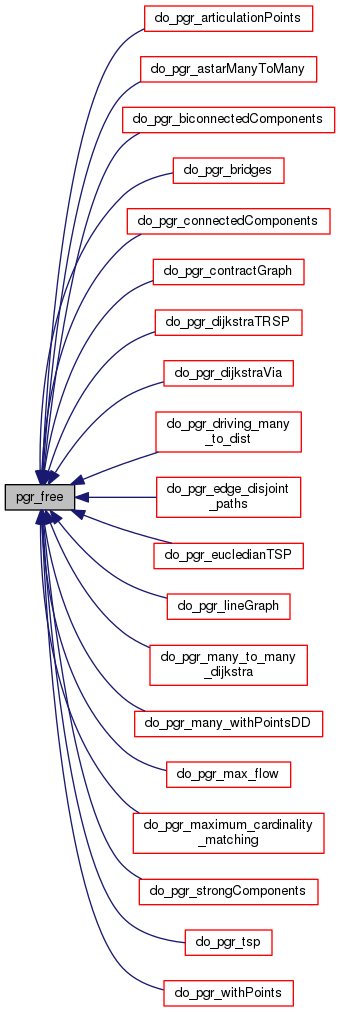 do_pgr_articulationPoints
do_pgr_astarManyToMany
do_pgr_biconnectedComponents
do_pgr_bridges
do_pgr_connectedComponents
do_pgr_contractGraph
do_pgr_dijkstraTRSP
do_pgr_dijkstraVia
do_pgr_driving_many
_to_dist
pgr_free
do_pgr_edge_disjoint
_paths
do_pgr_eucledianTSP
do_pgr_lineGraph
do_pgr_many_to_many
_dijkstra
do_pgr_many_withPointsDD
do_pgr_max_flow
do_pgr_maximum_cardinality
_matching
do_pgr_strongComponents
do_pgr_tsp
do_pgr_withPoints